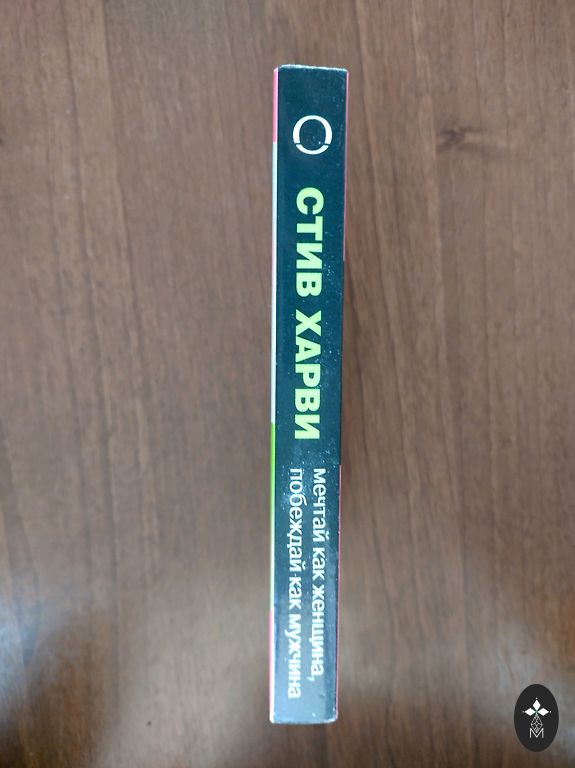 СТИВ ХАРВИ
мечтай как женщина,
побеждай как мужчина
M